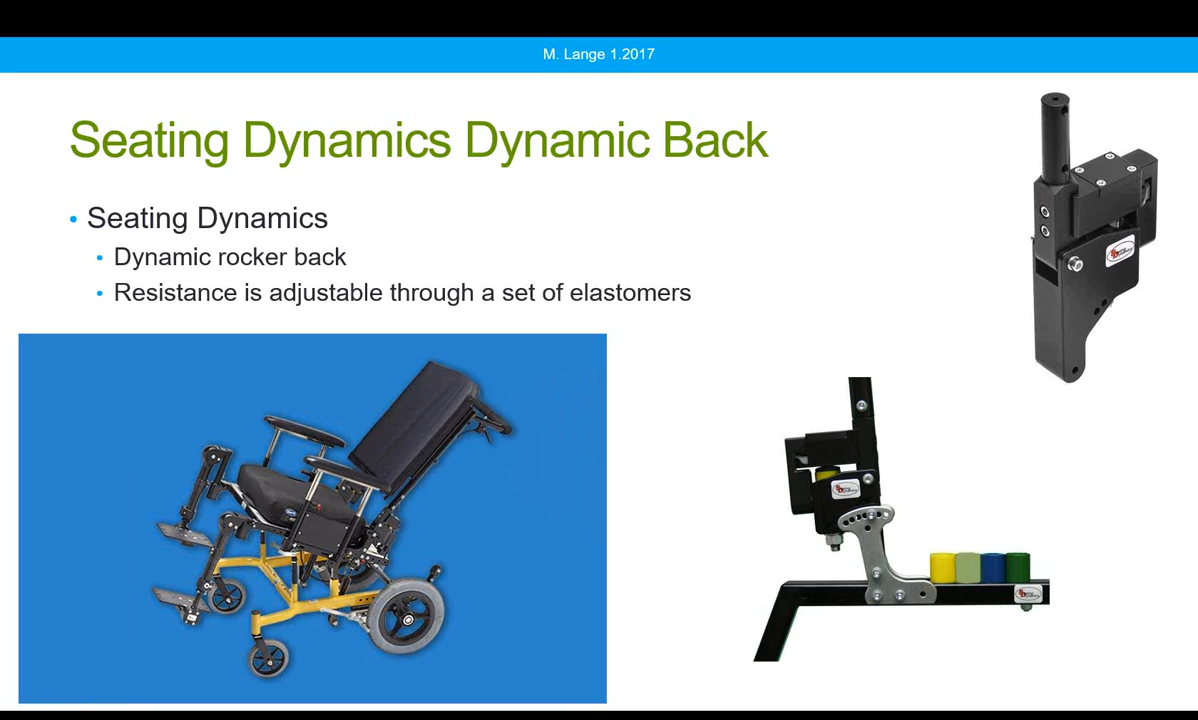 M. Lange 1.2017
Seating Dynamics Dynamic Back
• Seating Dynamics
• Dynamic rocker back
• Resistance is adjustable through a set of elastomers